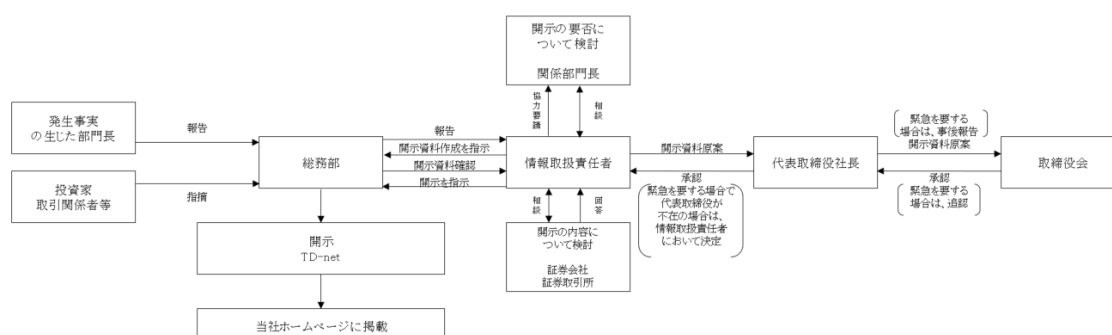 開示の要否に
ついて検討
関係部門長
協力要請
相談
発生事実
の生じた部門長
報告
投資家
取引関係者等
指摘
総務部
報告
開示資料作成を指示
開示資料確認
開示を指示
情報取扱責任者
開示資料原案
承認
緊急を要する場合で
代表取締役が
不在の場合は、
情報取扱責任者
において決定
代表取締役社長
緊急を要する
場合は、事後報告
開示資料原案
承認
緊急を要する
場合は、追認
取締役会
相談
回答
開示の内容に
ついて検討
証券会社
証券取引所
開示
TD-net
当社ホームページに掲載